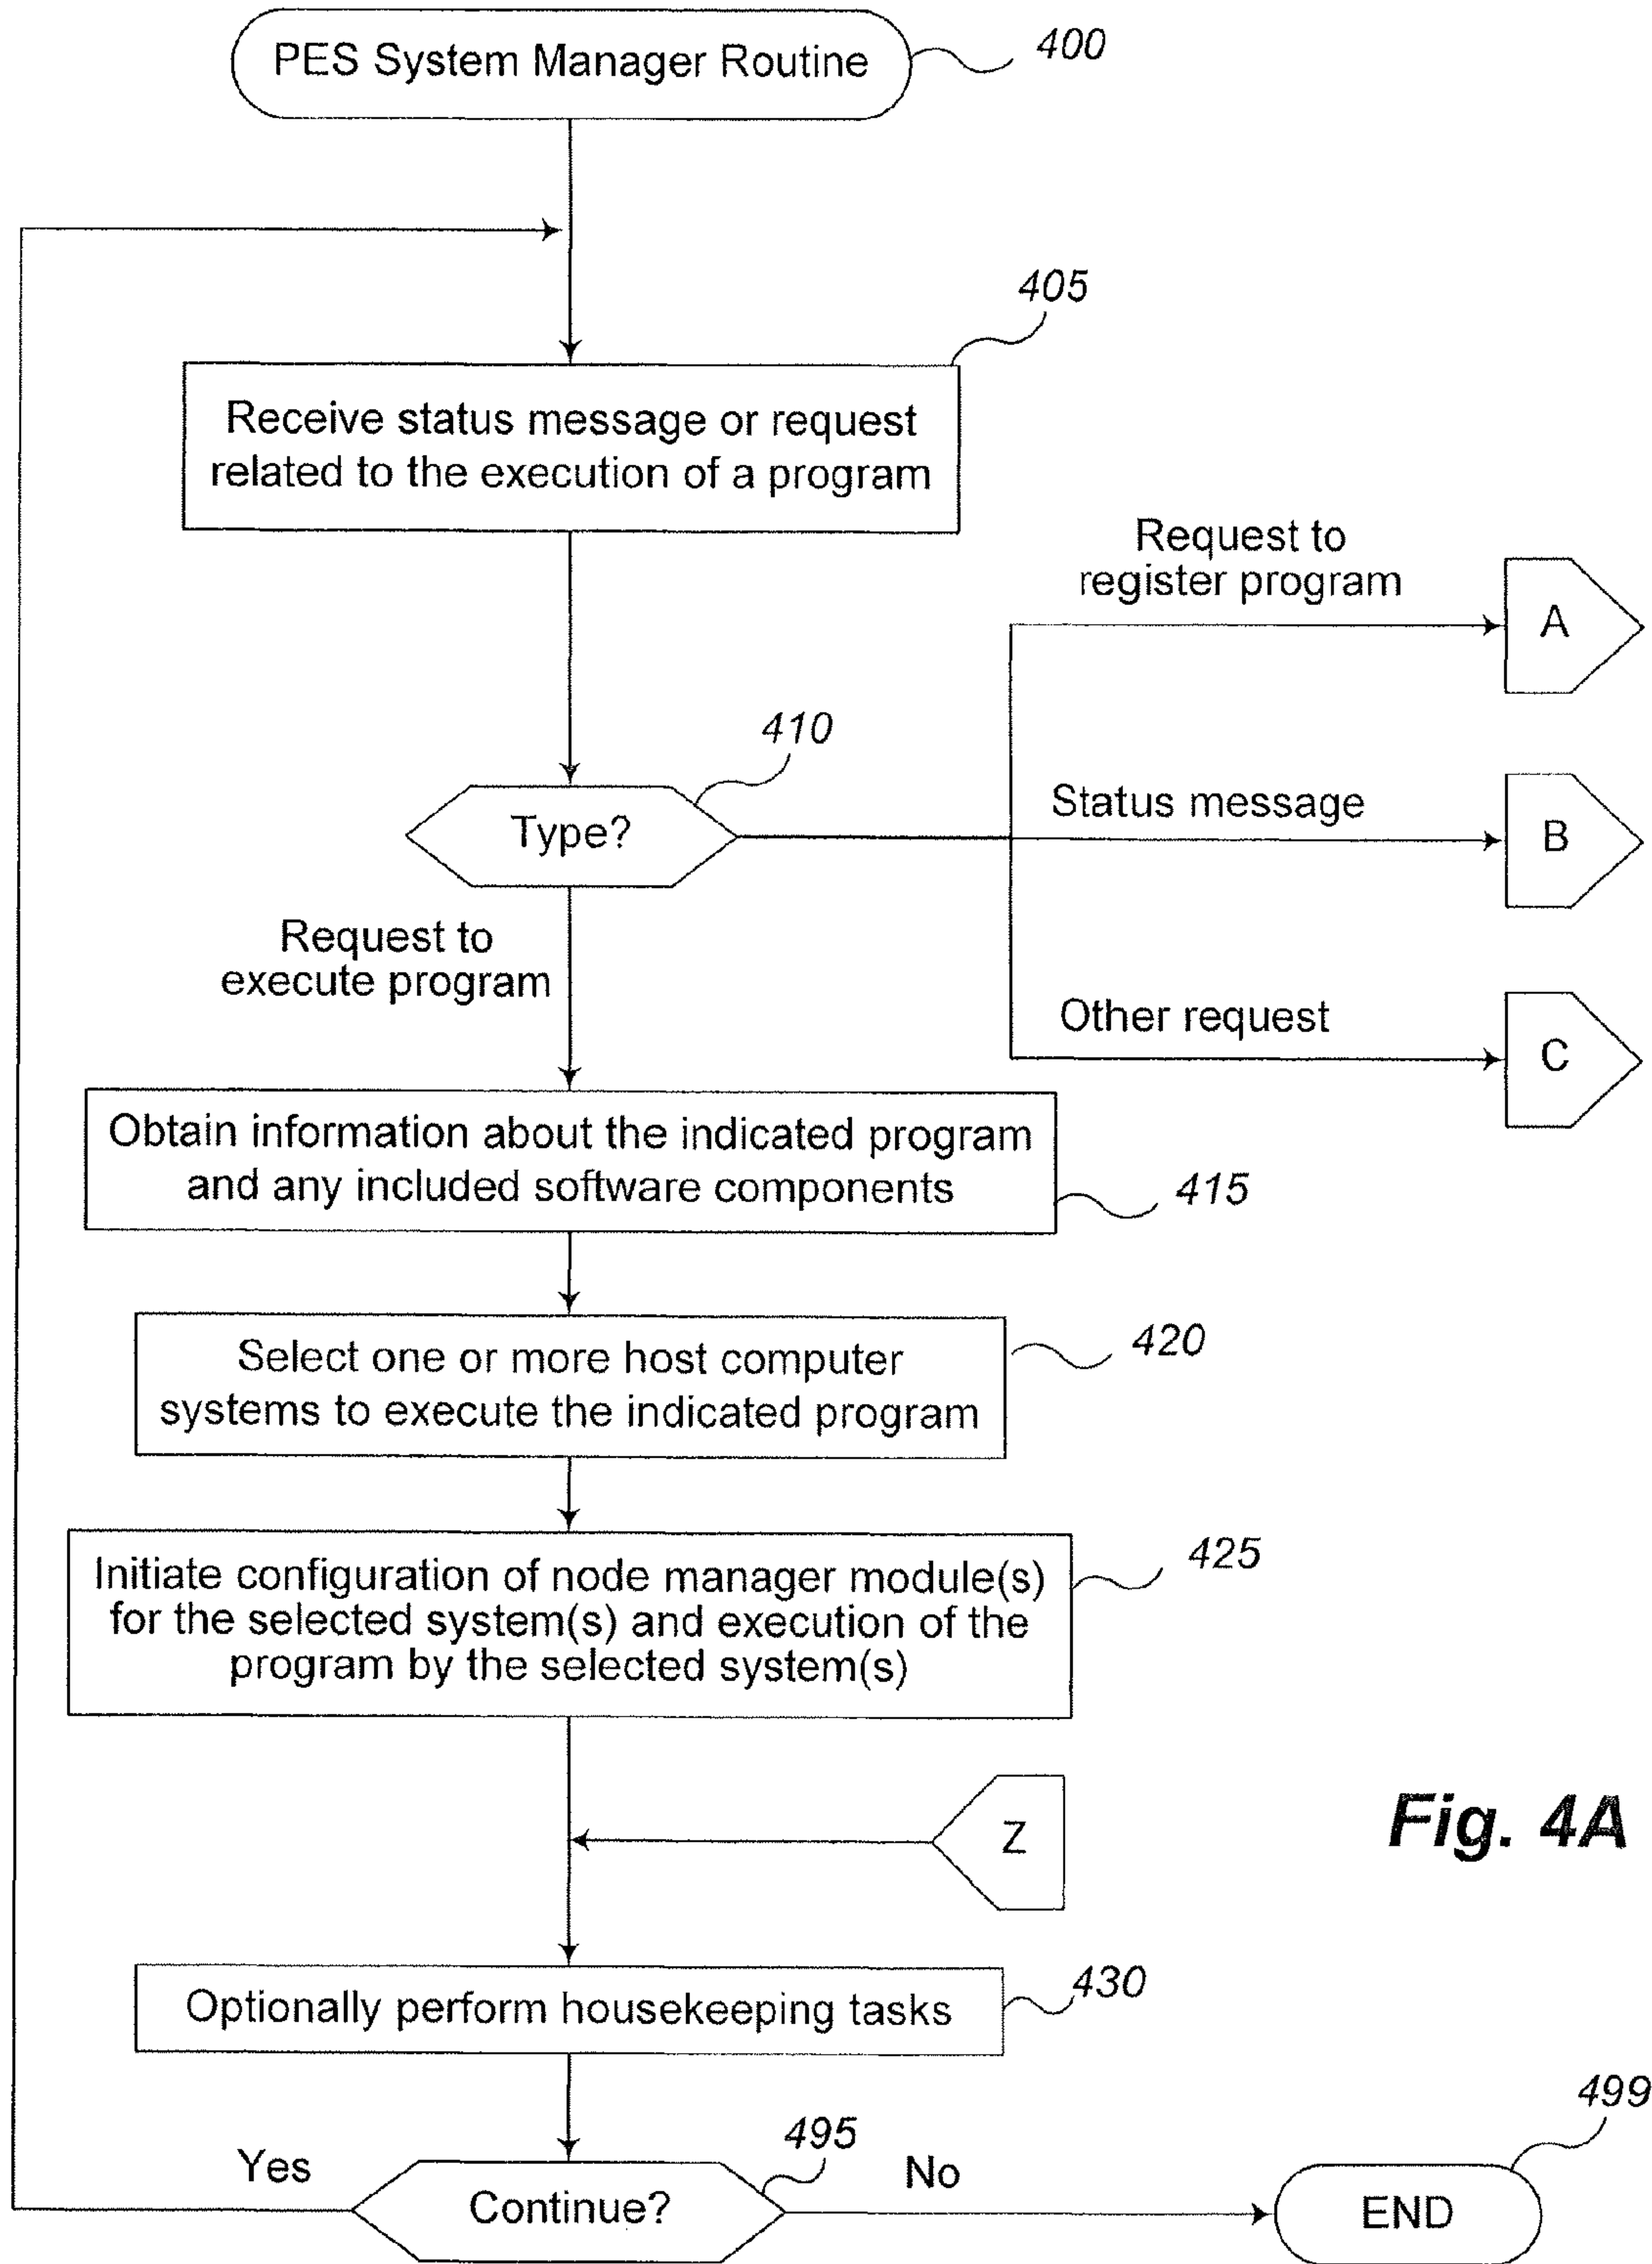 PES System Manager Routine
400
405
Receive status message or request
related to the execution of a program
Request to
register program
A
410
Type?
Status message
B
Request to
execute program
Other request
C
Obtain information about the indicated program
and any included software components
415
Select one or more host computer
systems to execute the indicated program
420
Initiate configuration of node manager module(s)
for the selected system(s) and execution of the
program by the selected system(s)
425
Z
Fig. 4A
Optionally perform housekeeping tasks
430
Yes
Continue?
495
No
499
END